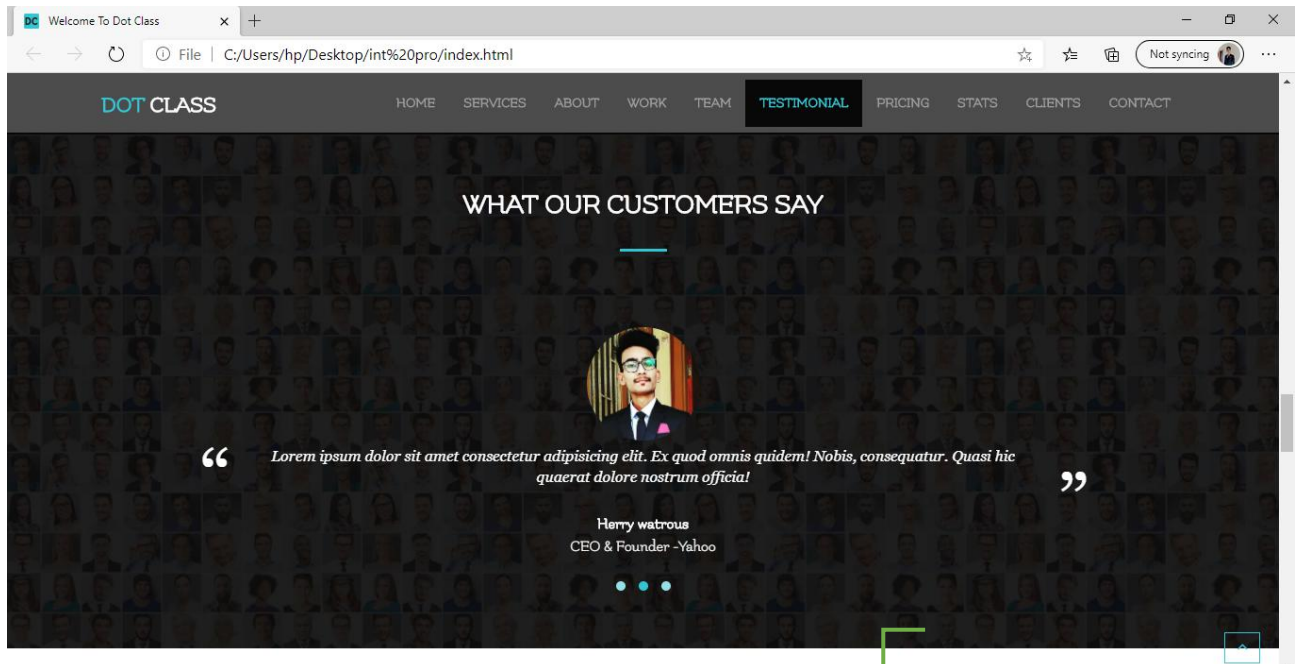 DC Welcome To Dot Class
File | C:/Users/hp/Desktop/int%20pro/index.html Not syncing
DOT CLASS HOME SERVICES ABOUT WORK TEAM TESTIMONIAL PRICING STATS CLIENTS CONTACT
WHAT OUR CUSTOMERS SAY
“ Lorem ipsum dolor sit amet consectetur adipisicing elit. Ex quod omnis quidem! Nobis, consequatur. Quasi hic
quaerat dolore nostrum officia! ”
Herry watrous
CEO & Founder -Yahoo